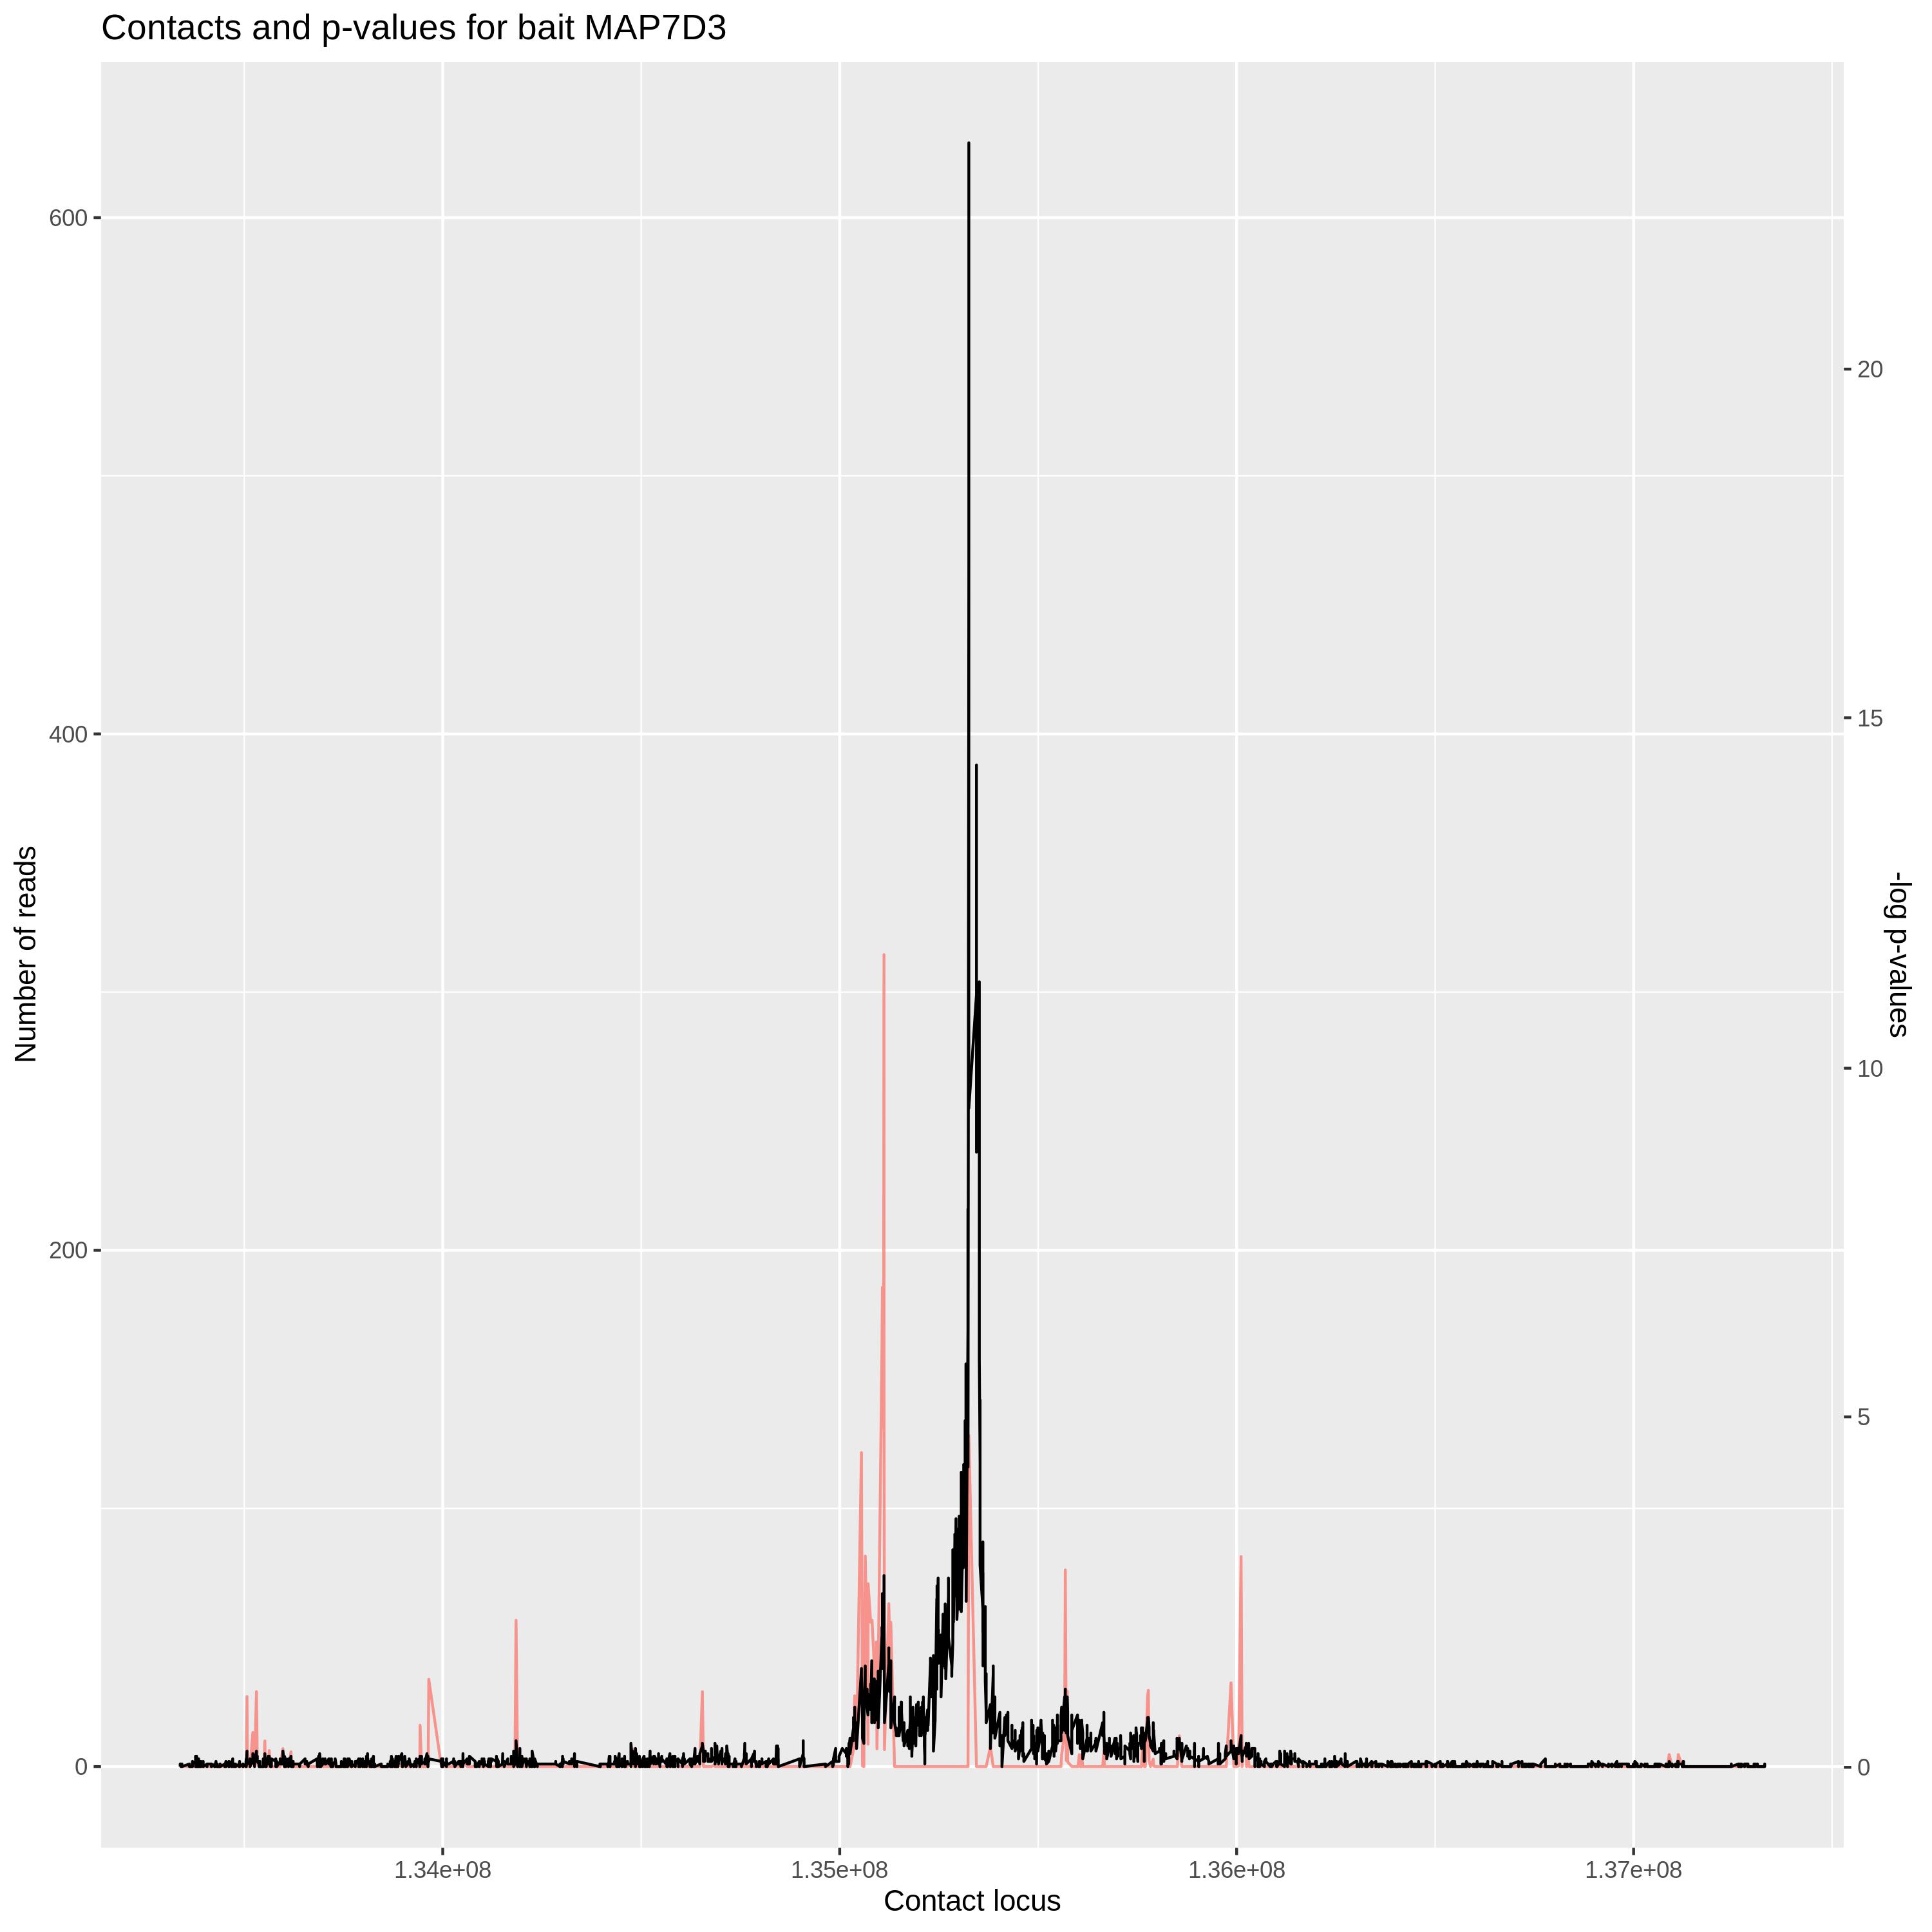 Contacts and p-values for bait MAP7D3
600
400
200
0
Number of reads
20
15
10
5
0
-log p-values
1.34e+08
1.35e+08
1.36e+08
1.37e+08
Contact locus